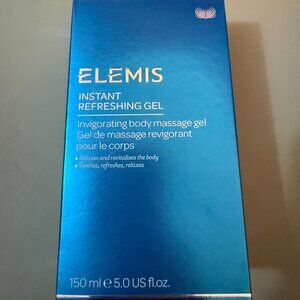 ELEMIS
INSTANT
REFRESHING GEL
Invigorating body massage gel
Gel de massage revigorant
pour le corps
• Relaxes and revitalises the body
• Soothes, refreshes, relaxes
150 ml e 5.0 US fl.oz.